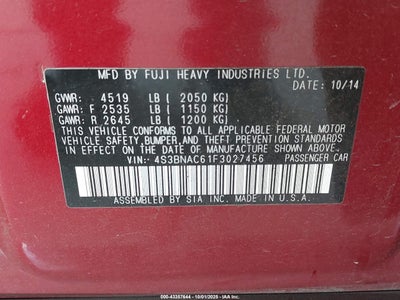 MFD BY FUJI HEAVY INDUSTRIES LTD.
DATE: 10/14
GVWR: 4519 LB ( 2050 KG)
GAWR: F 2535 LB ( 1150 KG)
GAWR: R 2645 LB ( 1200 KG)
THIS VEHICLE CONFORMS TO ALL APPLICABLE FEDERAL MOTOR
VEHICLE SAFETY, BUMPER, AND THEFT PREVENTION STANDARDS
IN EFFECT ON THE DATE OF MANUFACTURE SHOWN ABOVE.
VIN: 4S3BNAC61F3027456 PASSENGER CAR
ASSEMBLED BY SIA INC. MADE IN U.S.A.
000-43357644 - 10/01/2025 - IAA Vehicles